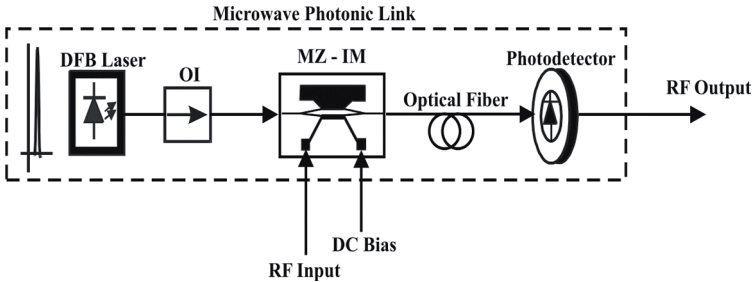 Microwave Photonic Link
DFB Laser
OI
MZ - IM
Optical Fiber
Photodetector
RF Output
DC Bias
RF Input